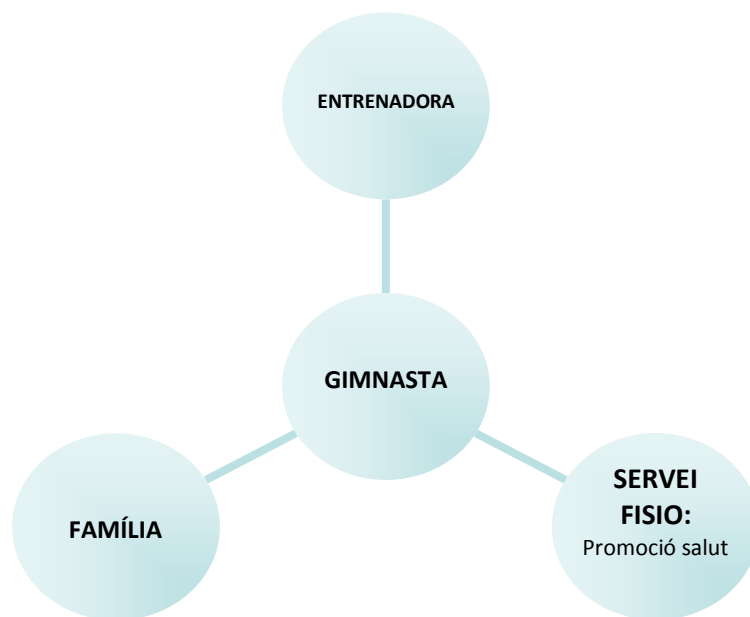 ENTRENADORA
GIMNASTA
FAMÍLIA
SERVEI
FISIO:
Promoció salut